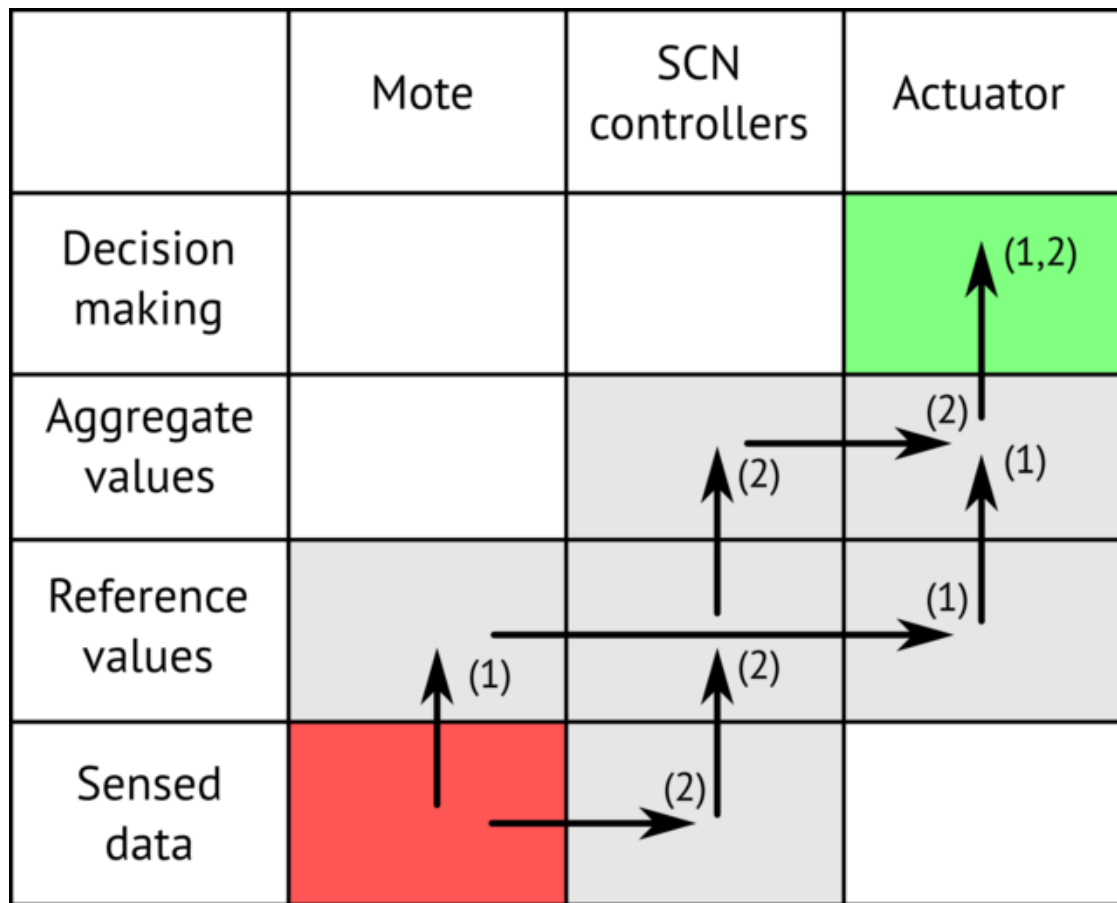 Mote
SCN
controllers
Actuator
Decision
making
(1,2)
Aggregate
values
(2)
(2)
(1)
Reference
values
(1)
(1)
(2)
Sensed
data
(2)